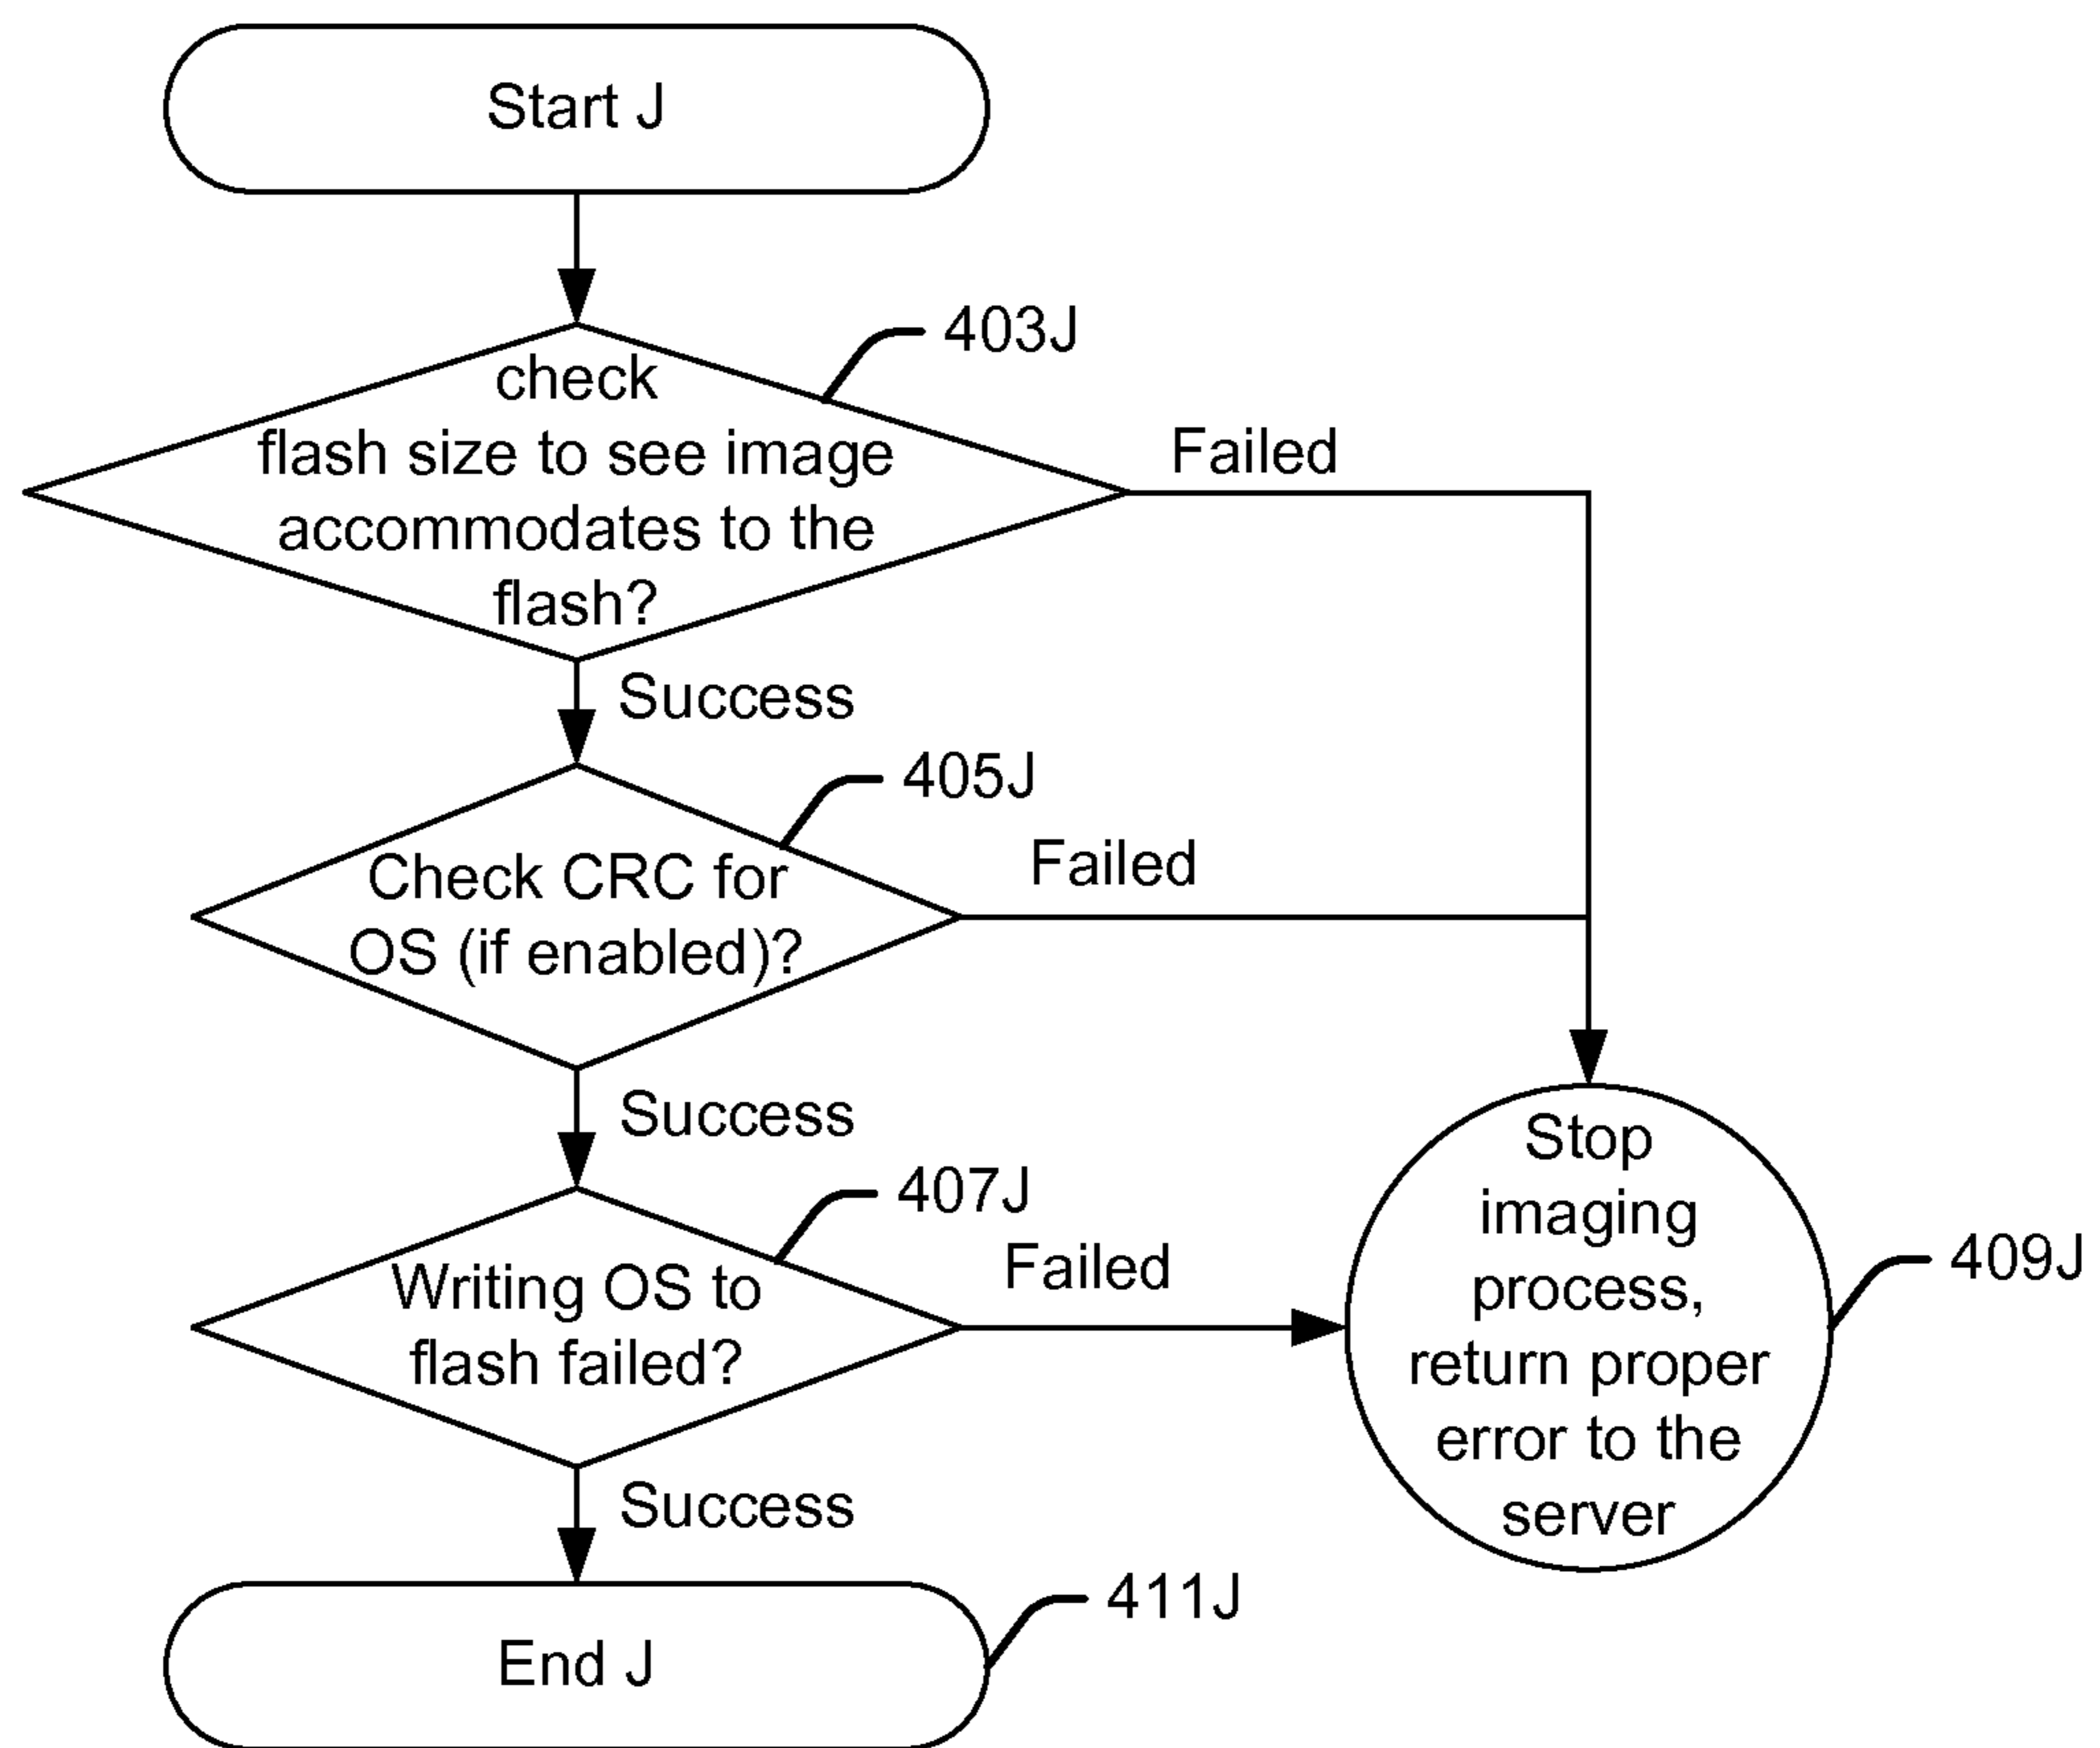 Start J
403J
check
flash size to see image
accommodates to the
flash?
Failed
Success
405J
Check CRC for
OS (if enabled)?
Failed
Success
407J
Writing OS to
flash failed?
Failed
Stop
imaging
process,
return proper
error to the
server
409J
Success
411J
End J